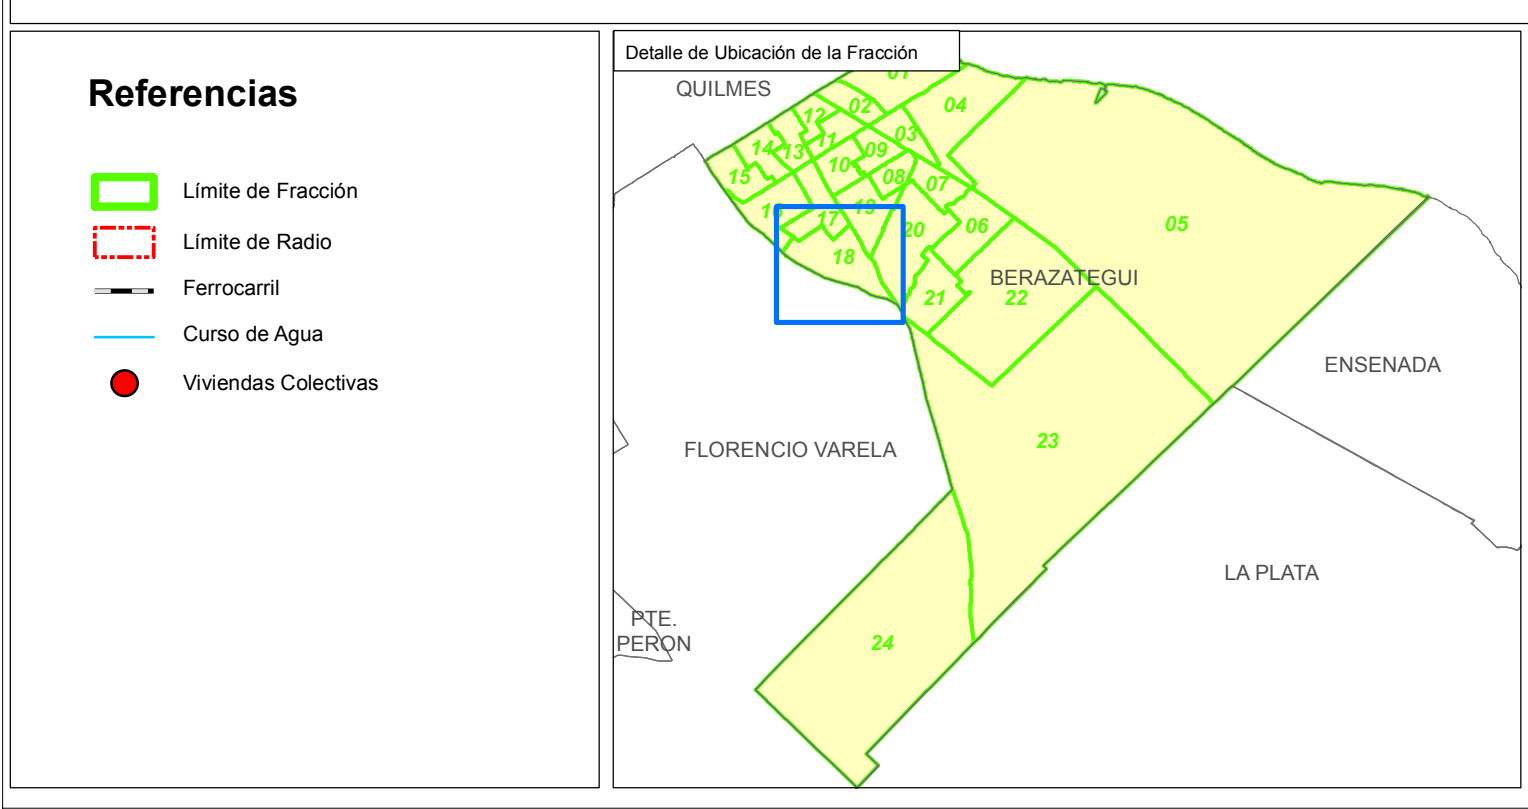 Referencias
Límite de Fracción
Límite de Radio
Ferrocarril
Curso de Agua
Viviendas Colectivas
Detalle de Ubicación de la Fracción
QUILMES
01
02
04
12
03
11
14
13
09
10
15
08
07
16
19
17
05
06
20
18
BERAZATEGUI
21
22
ENSENADA
23
FLORENCIO VARELA
LA PLATA
PTE.
PERON
24